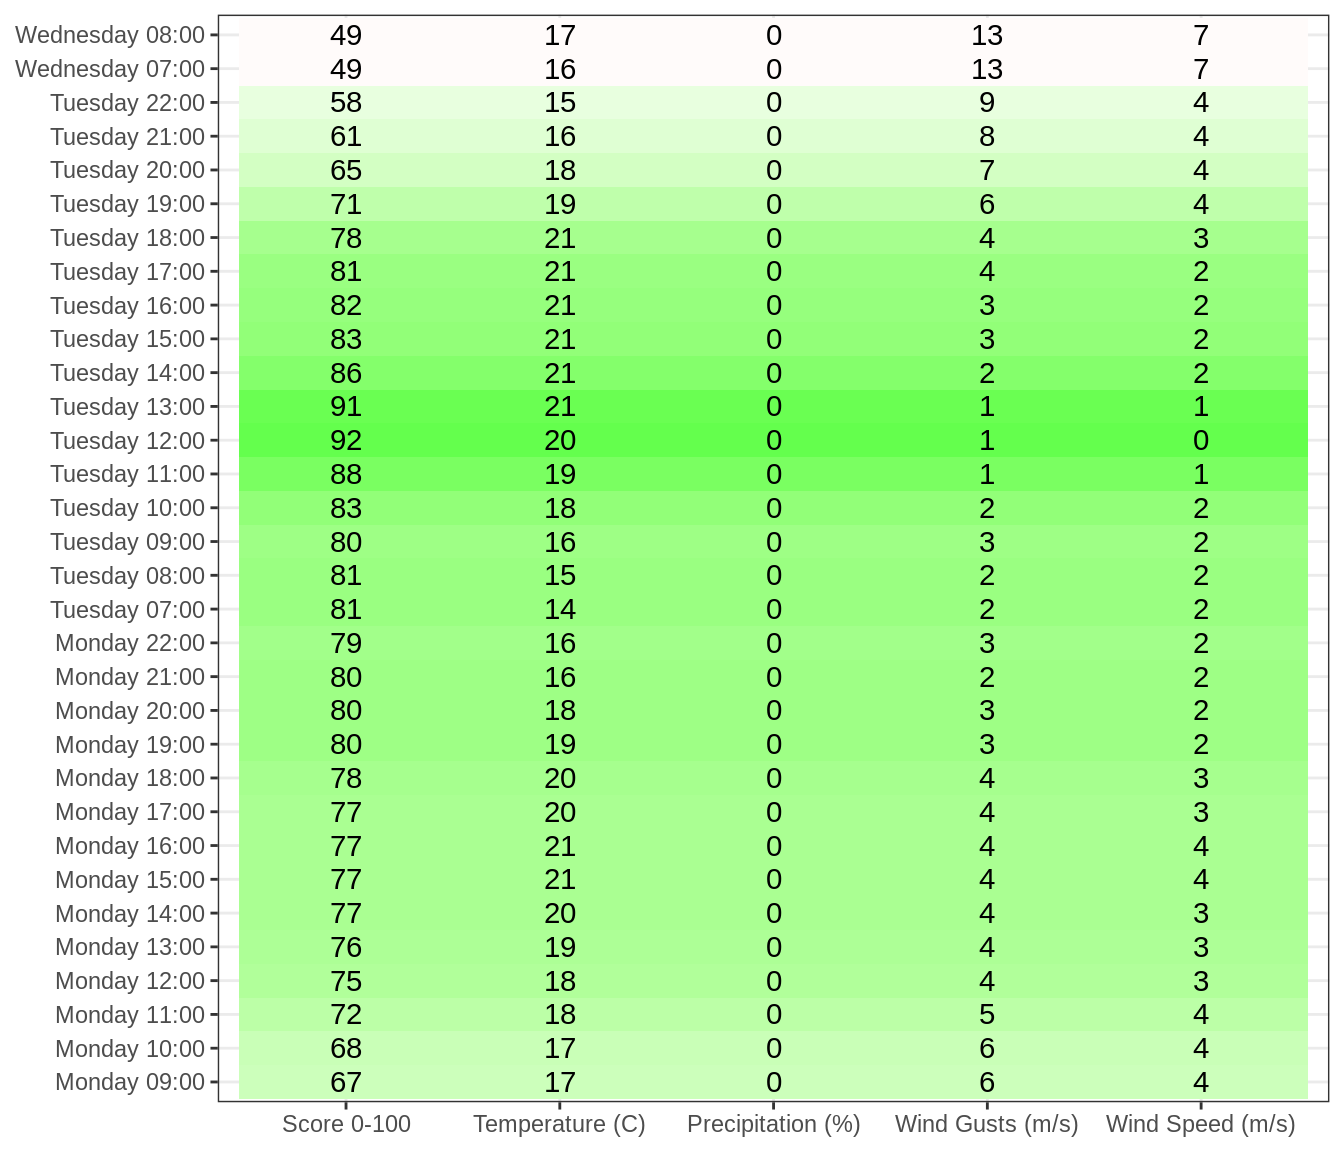 Wednesday 08:00 49 17 0 13 7
Wednesday 07:00 49 16 0 13 7
Tuesday 22:00 58 15 0 9 4
Tuesday 21:00 61 16 0 8 4
Tuesday 20:00 65 18 0 7 4
Tuesday 19:00 71 19 0 6 4
Tuesday 18:00 78 21 0 4 3
Tuesday 17:00 81 21 0 4 2
Tuesday 16:00 82 21 0 3 2
Tuesday 15:00 83 21 0 3 2
Tuesday 14:00 86 21 0 2 2
Tuesday 13:00 91 21 0 1 1
Tuesday 12:00 92 20 0 1 0
Tuesday 11:00 88 19 0 1 1
Tuesday 10:00 83 18 0 2 2
Tuesday 09:00 80 16 0 3 2
Tuesday 08:00 81 15 0 2 2
Tuesday 07:00 81 14 0 2 2
Monday 22:00 79 16 0 3 2
Monday 21:00 80 16 0 2 2
Monday 20:00 80 18 0 3 2
Monday 19:00 80 19 0 3 2
Monday 18:00 78 20 0 4 3
Monday 17:00 77 20 0 4 3
Monday 16:00 77 21 0 4 4
Monday 15:00 77 21 0 4 4
Monday 14:00 77 20 0 4 3
Monday 13:00 76 19 0 4 3
Monday 12:00 75 18 0 4 3
Monday 11:00 72 18 0 5 4
Monday 10:00 68 17 0 6 4
Monday 09:00 67 17 0 6 4
Score 0-100 Temperature (C) Precipitation (%) Wind Gusts (m/s) Wind Speed (m/s)